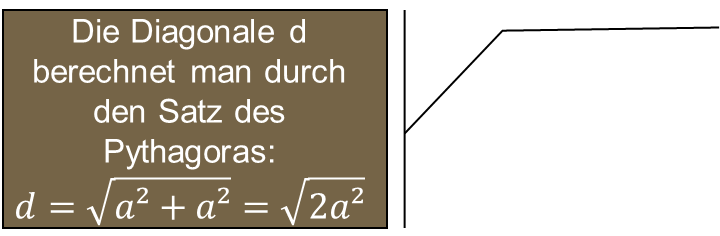 Die Diagonale d
berechnet man durch
den Satz des
Pythagoras:
𝑑 = √(𝑎² + 𝑎²) = √(2𝑎²)